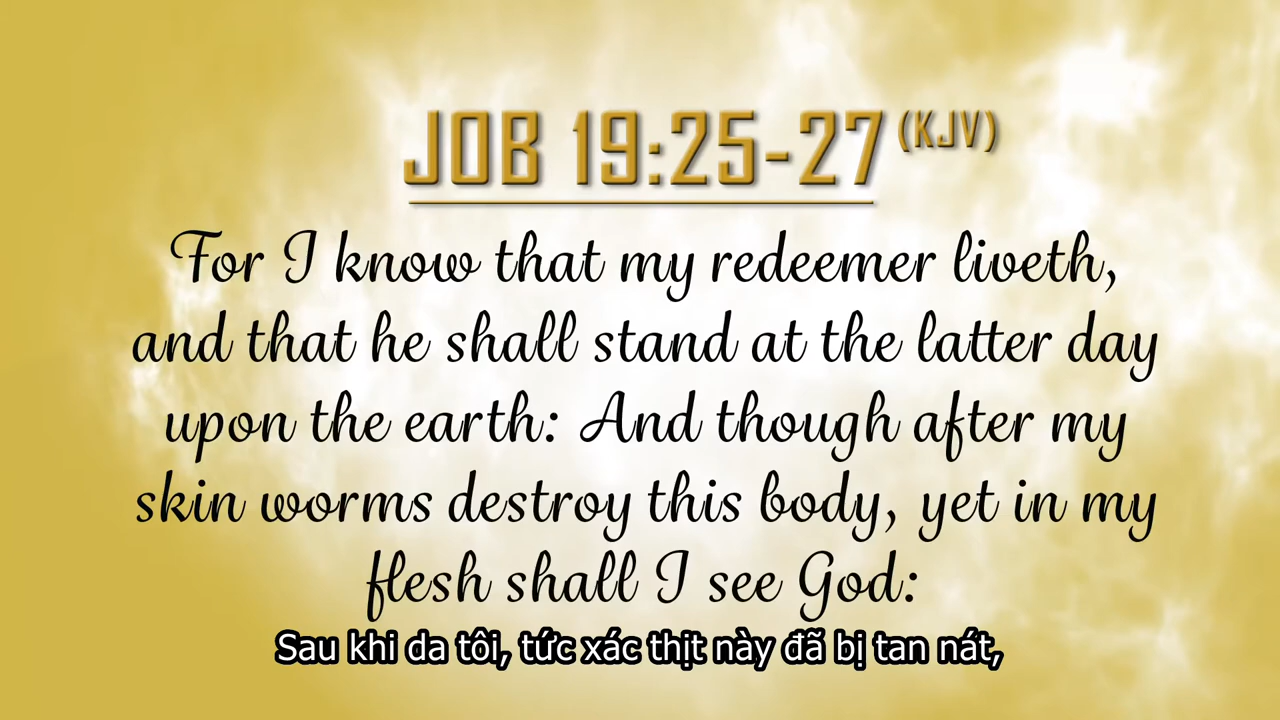 JOB 19:25-27 (KJV)
For I know that my redeemer liveth,
and that he shall stand at the latter day
upon the earth: And though after my
skin worms destroy this body, yet in my
flesh shall I see God:
Sau khi da tôi, tức xác thịt này đã bị tan nát,